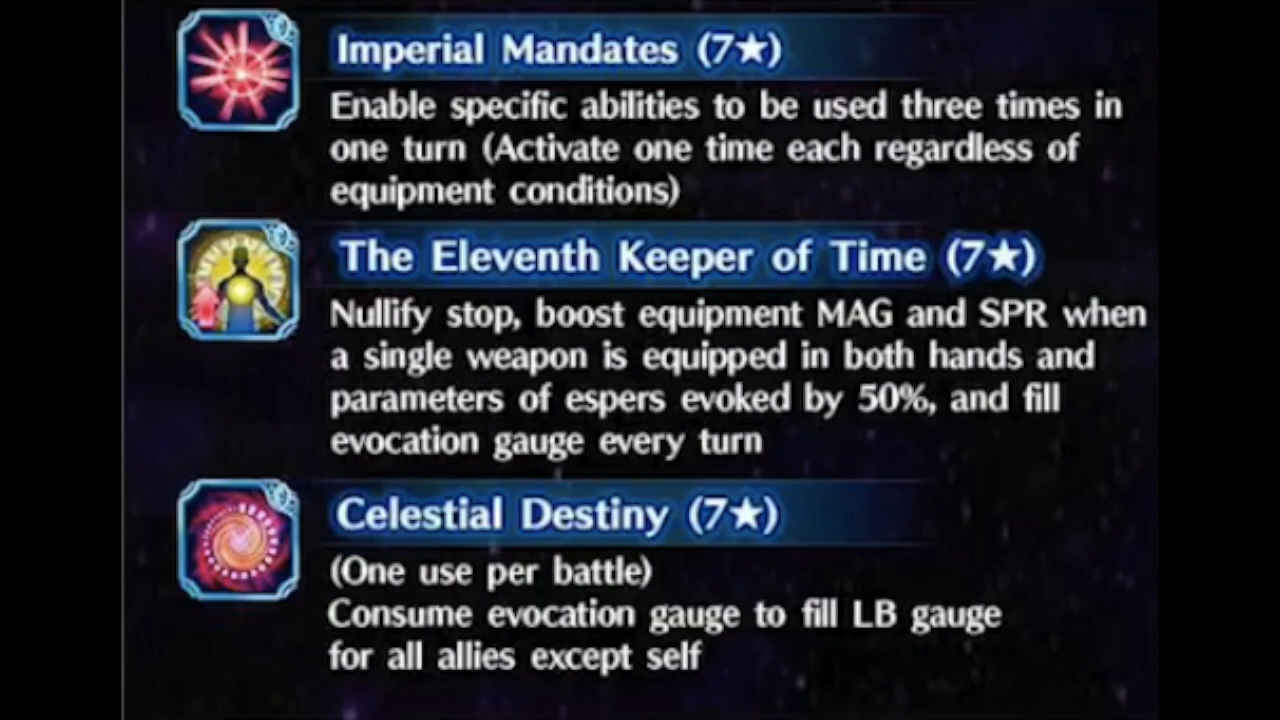 Imperial Mandates (7★)
Enable specific abilities to be used three times in
one turn (Activate one time each regardless of
equipment conditions)
The Eleventh Keeper of Time (7★)
Nullify stop, boost equipment MAG and SPR when
a single weapon is equipped in both hands and
parameters of espers evoked by 50%, and fill
evocation gauge every turn
Celestial Destiny (7★)
(One use per battle)
Consume evocation gauge to fill LB gauge
for all allies except self